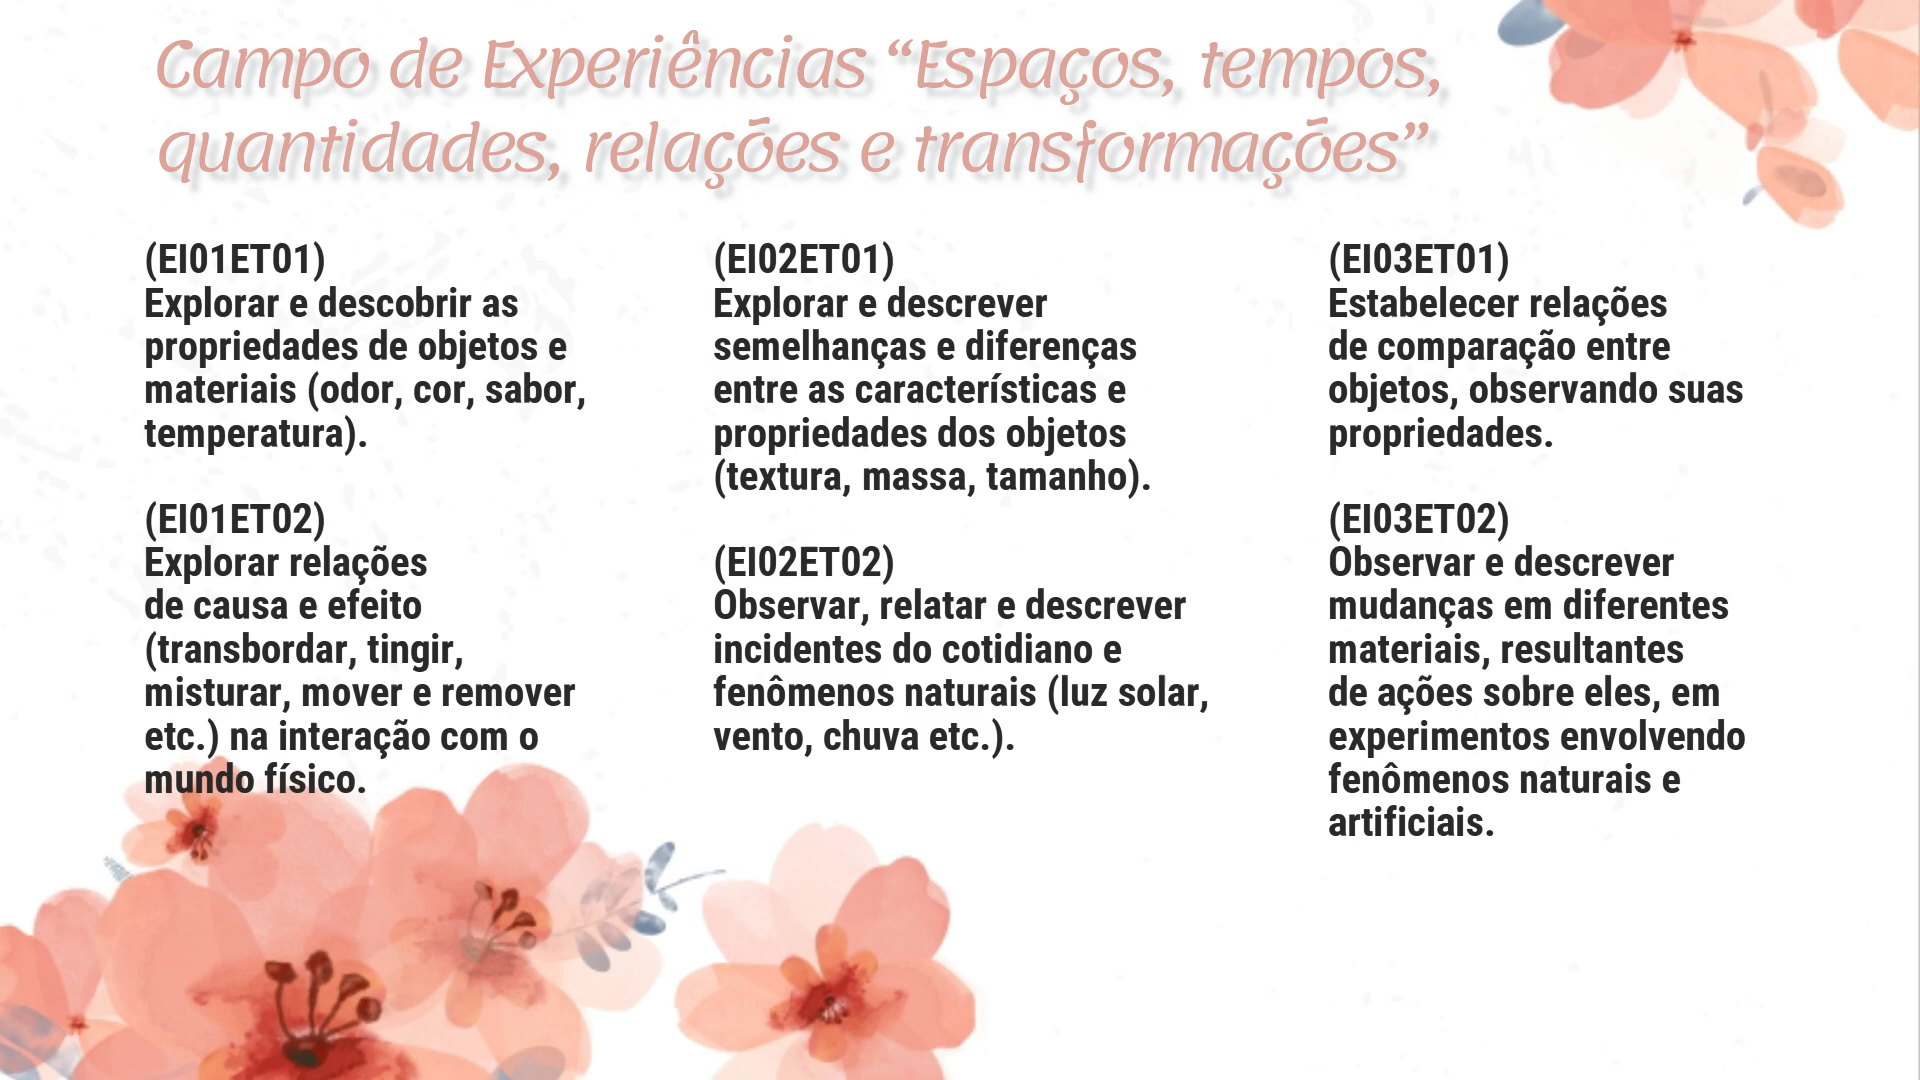 Campo de Experiências “Espaços, tempos,
quantidades, relações e transformações”
(EI01ET01)
Explorar e descobrir as
propriedades de objetos e
materiais (odor, cor, sabor,
temperatura).
(EI01ET02)
Explorar relações
de causa e efeito
(transbordar, tingir,
misturar, mover e remover
etc.) na interação com o
mundo físico.
(EI02ET01)
Explorar e descrever
semelhanças e diferenças
entre as características e
propriedades dos objetos
(textura, massa, tamanho).
(EI02ET02)
Observar, relatar e descrever
incidentes do cotidiano e
fenômenos naturais (luz solar,
vento, chuva etc.).
(EI03ET01)
Estabelecer relações
de comparação entre
objetos, observando suas
propriedades.
(EI03ET02)
Observar e descrever
mudanças em diferentes
materiais, resultantes
de ações sobre eles, em
experimentos envolvendo
fenômenos naturais e
artificiais.